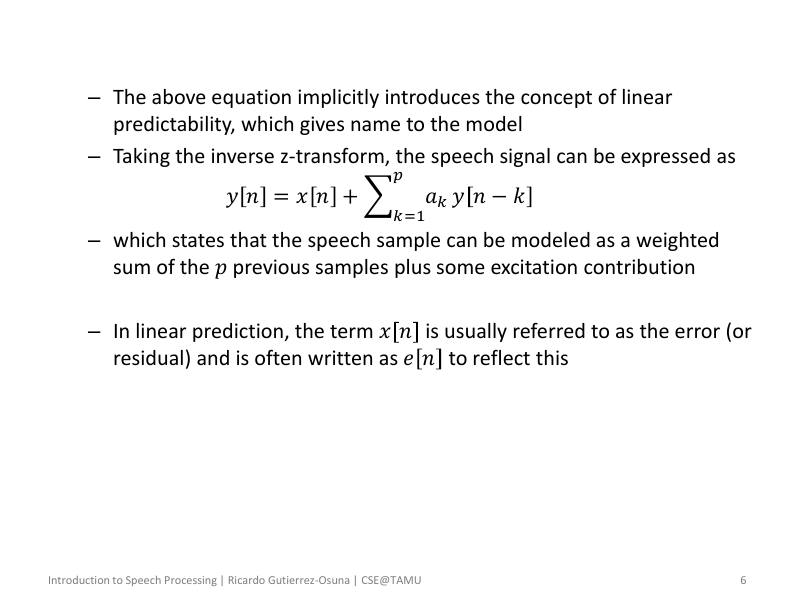 – The above equation implicitly introduces the concept of linear
predictability, which gives name to the model
– Taking the inverse z-transform, the speech signal can be expressed as
y[n] = x[n] + ∑_{k=1}^{p} a_k y[n − k]
– which states that the speech sample can be modeled as a weighted
sum of the p previous samples plus some excitation contribution
– In linear prediction, the term x[n] is usually referred to as the error (or
residual) and is often written as e[n] to reflect this
Introduction to Speech Processing | Ricardo Gutierrez-Osuna | CSE@TAMU
6